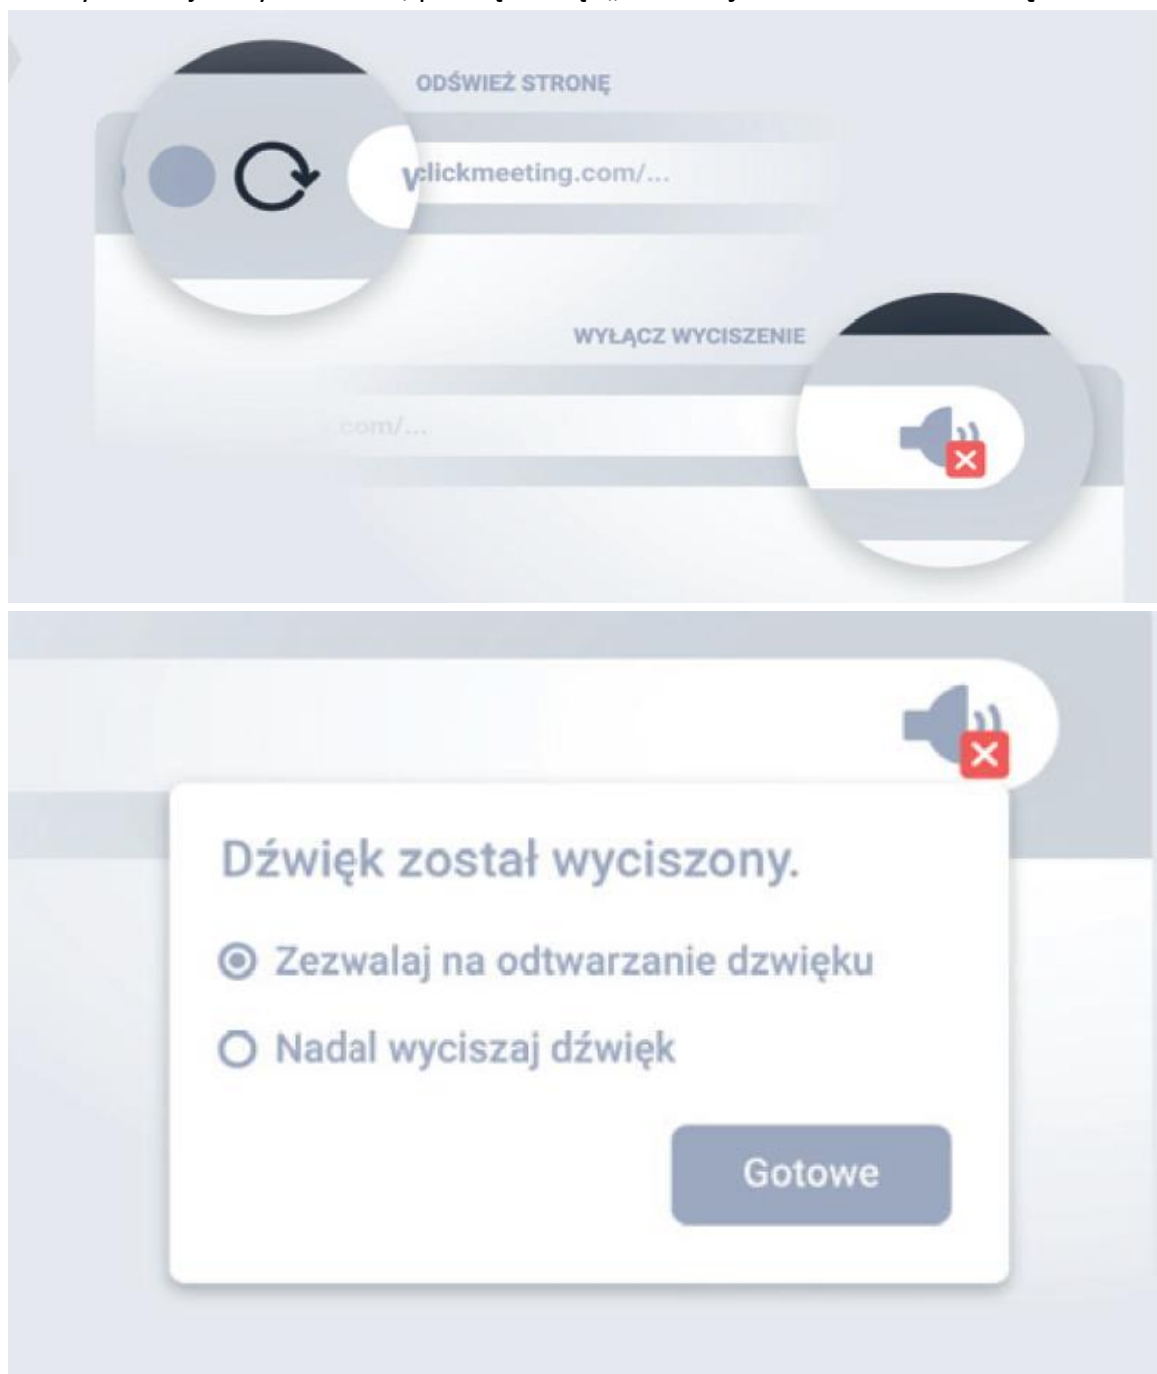 ODŚWIEŻ STRONĘ
clickmeeting.com/...
WYŁĄCZ WYCISZENIE
com/...
Dźwięk został wyciszony.
Zezwalaj na odtwarzanie dzwięku
Nadal wyciszaj dźwięk
Gotowe